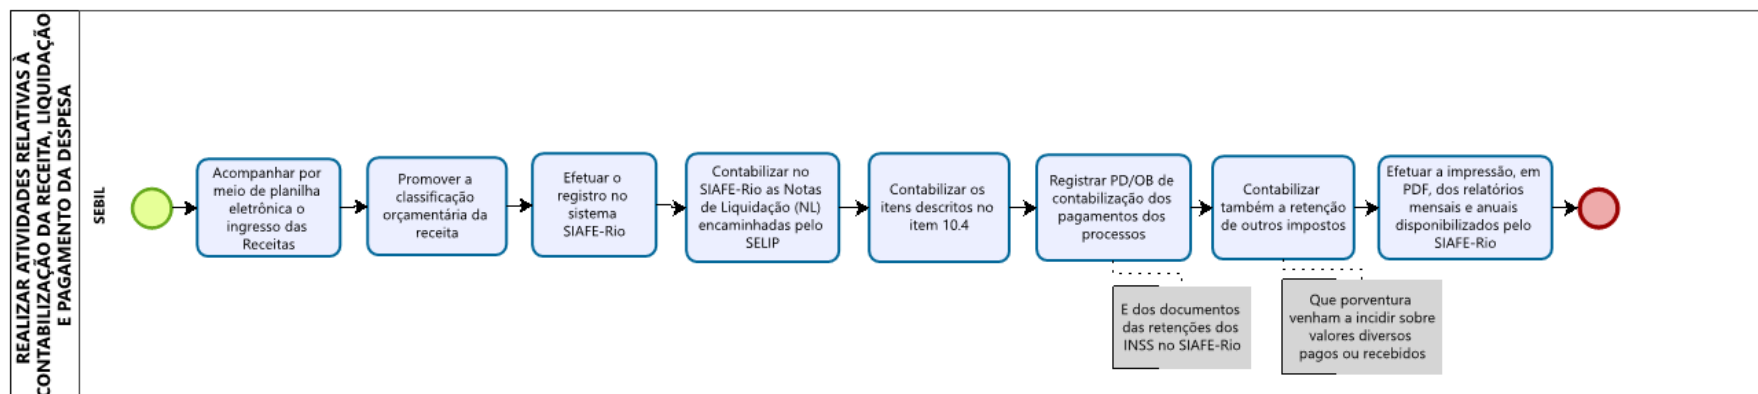 REALIZAR ATIVIDADES RELATIVAS À
CONTABILIZAÇÃO DA RECEITA, LIQUIDAÇÃO
E PAGAMENTO DA DESPESA
SEBIL
Acompanhar por
meio de planilha
eletrônica o
ingresso das
Receitas
Promover a
classificação
orçamentária da
receita
Efetuar o
registro no
sistema
SIAFE-Rio
Contabilizar no
SIAFE-Rio as Notas
de Liquidação (NL)
encaminhadas pelo
SELIP
Contabilizar os
itens descritos no
item 10.4
Registrar PD/OB de
contabilização dos
pagamentos dos
processos
Contabilizar
também a retenção
de outros impostos
Efetuar a impressão, em
PDF, dos relatórios
mensais e anuais
disponibilizados pelo
SIAFE-Rio
E dos documentos
das retenções dos
INSS no SIAFE-Rio
Que porventura
venham a incidir sobre
valores diversos
pagos ou recebidos